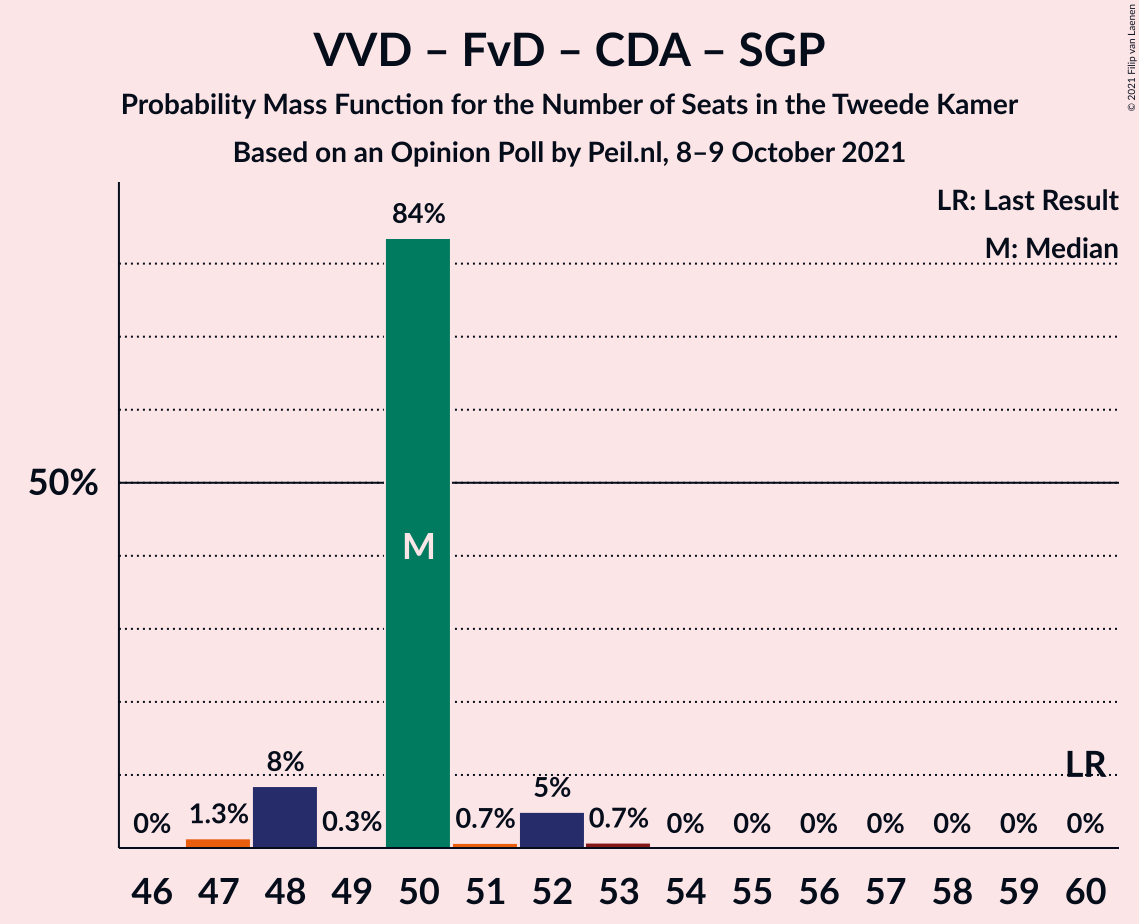 VVD – FvD – CDA – SGP
Probability Mass Function for the Number of Seats in the Tweede Kamer
Based on an Opinion Poll by Peil.nl, 8–9 October 2021
© 2021 Filip van Laenen
LR: Last Result
M: Median
84%
50%
M
LR
8%
5%
0% 1.3% 0.3% 0.7% 0.7% 0% 0% 0% 0% 0% 0% 0%
46 47 48 49 50 51 52 53 54 55 56 57 58 59 60